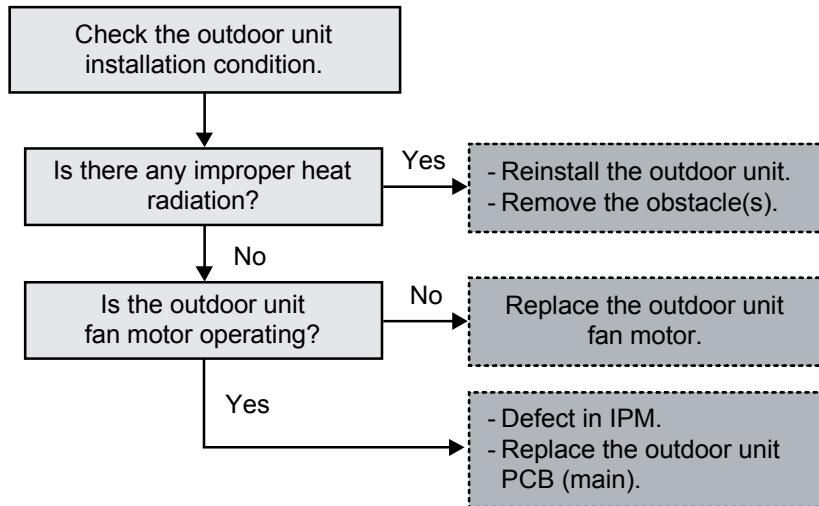 Check the outdoor unit
installation condition.
Is there any improper heat
radiation?
Yes
- Reinstall the outdoor unit.
- Remove the obstacle(s).
No
Is the outdoor unit
fan motor operating?
No
Replace the outdoor unit
fan motor.
Yes
- Defect in IPM.
- Replace the outdoor unit
PCB (main).